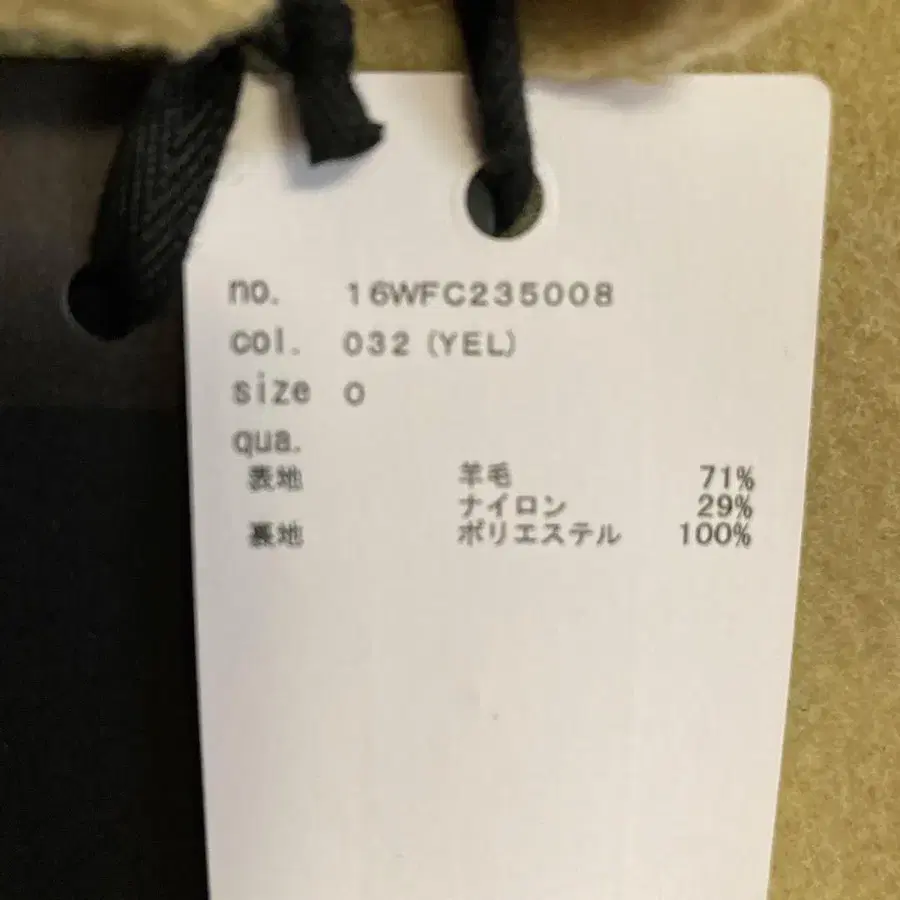 no. 16WFC235008
col. 032 (YEL)
size 0
qua.
表地 羊毛 71%
ナイロン 29%
裏地 ポリエステル 100%